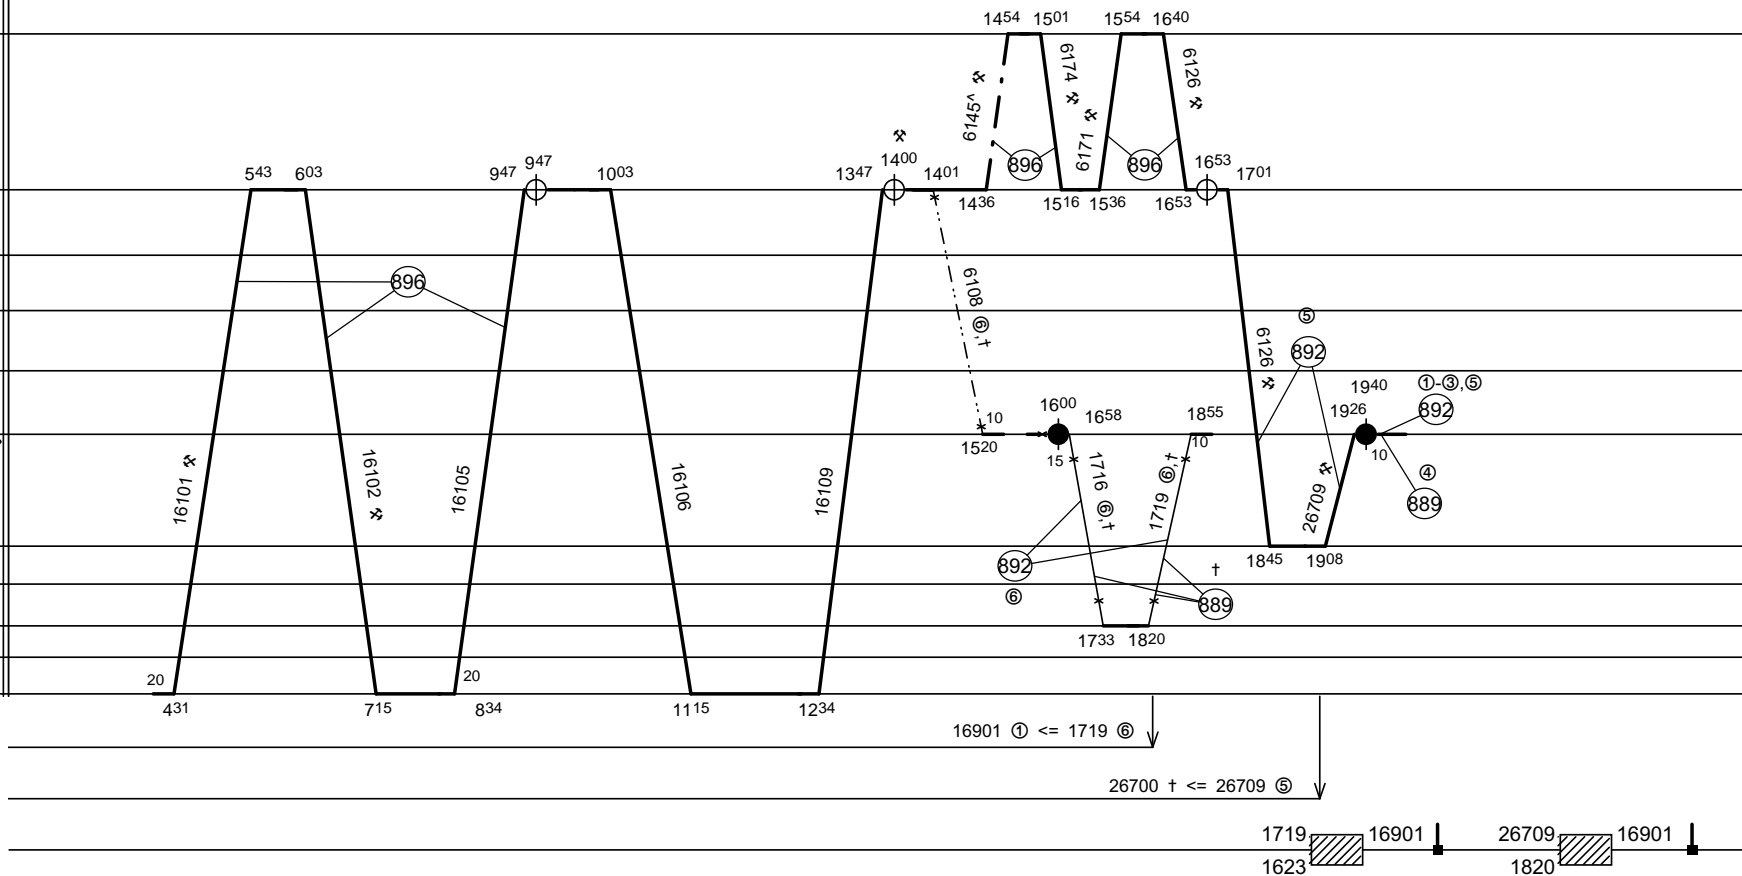 14⁵⁴ 15⁰¹ 15⁵⁴ 16⁴⁰
6145^ ⚒ 6174 ⚒ 6171 ⚒ 6126 ⚒
⚒
896 896
5⁴³ 6⁰³ 9⁴⁷ 9⁴⁷ 10⁰³ 13⁴⁷ 14⁰⁰ 14⁰¹ 16⁵³ 17⁰¹
14³⁶ 15¹⁶ 15³⁶ 16⁵³
896
6108 ⑥,†
⑤
6126 ⚒ 892
19⁴⁰ ①-③,⑤
16⁰⁰ 16⁵⁸ 18⁵⁵ 19²⁶ 892
10
15²⁰ 15 10 10
16101 ⚒ 16102 ⚒ 16105 16106 16109 1716 ⑥,† 1719 ⑥,† 26709 ⚒
④
889
892
18⁴⁵ 19⁰⁸
⑥
†
889
17³³ 18²⁰
20 20
4³¹ 7¹⁵ 8³⁴ 11¹⁵ 12³⁴
16901 ① <= 1719 ⑥
26700 † <= 26709 ⑤
1719 16901 26709 16901
1623 1820